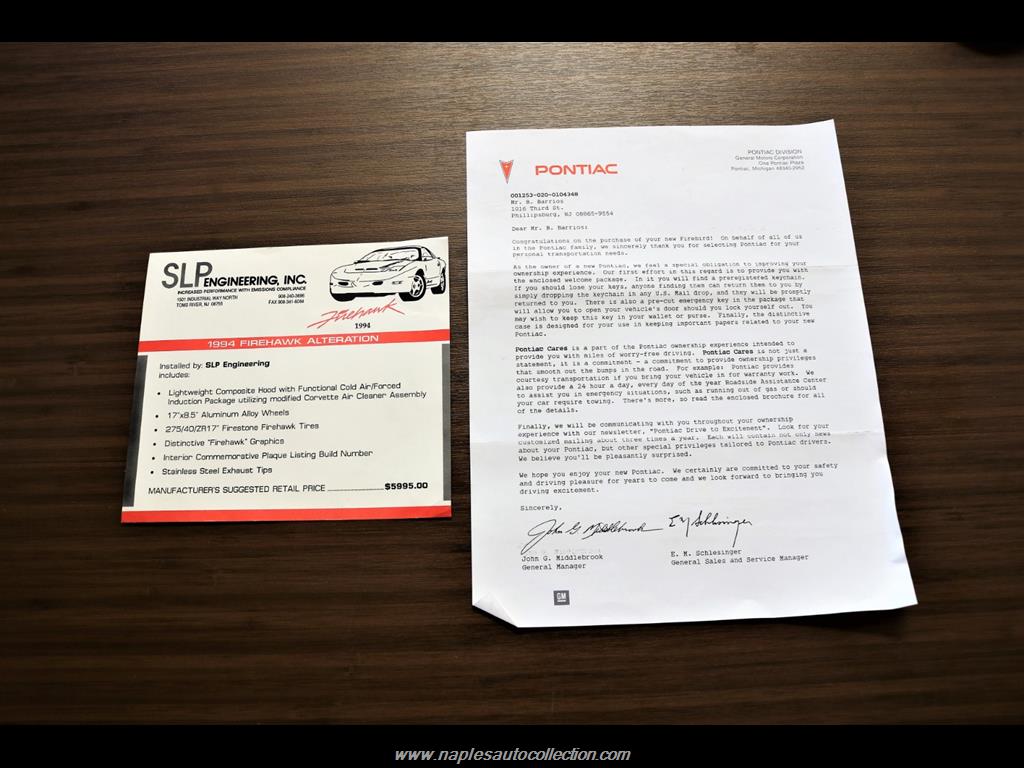 SLP ENGINEERING, INC.
INCREASED PERFORMANCE WITH EMISSIONS COMPLIANCE
1501 INDUSTRIAL WAY NORTH
TOMS RIVER, NJ 08755
908-240-3696
FAX 908-341-8084
Firehawk
1994
1994 FIREHAWK ALTERATION
Installed by: SLP Engineering
includes:
• Lightweight Composite Hood with Functional Cold Air/Forced
Induction Package utilizing modified Corvette Air Cleaner Assembly
• 17"x8.5" Aluminum Alloy Wheels
• 275/40/ZR17" Firestone Firehawk Tires
• Distinctive "Firehawk" Graphics
• Interior Commemorative Plaque Listing Build Number
• Stainless Steel Exhaust Tips
MANUFACTURER'S SUGGESTED RETAIL PRICE $5995.00
PONTIAC
PONTIAC DIVISION
General Motors Corporation
One Pontiac Plaza
Pontiac, Michigan 48340-2952
001253-020-0104348
Mr. B. Barrios
1016 Third St.
Phillipsburg, NJ 08865-9554
Dear Mr. B. Barrios:
Congratulations on the purchase of your new Firebird! On behalf of all of us
in the Pontiac family, we sincerely thank you for selecting Pontiac for your
personal transportation needs.
As the owner of a new Pontiac, we feel a special obligation to improving your
ownership experience. Our first effort in this regard is to provide you with
the enclosed welcome package. In it you will find a preregistered keychain.
If you should lose your keys, anyone finding them can return them to you by
simply dropping the keychain in any U.S. Mail drop, and they will be promptly
returned to you. There is also a pre-cut emergency key in the package that
will allow you to open your vehicle's door should you lock yourself out. You
may wish to keep this key in your wallet or purse. Finally, the distinctive
case is designed for your use in keeping important papers related to your new
Pontiac.
Pontiac Cares is a part of the Pontiac ownership experience intended to
provide you with miles of worry-free driving. Pontiac Cares is not just a
statement, it is a commitment - a commitment to provide ownership privileges
that smooth out the bumps in the road. For example: Pontiac provides
courtesy transportation if you bring your vehicle in for warranty work. We
also provide a 24 hour a day, every day of the year Roadside Assistance Center
to assist you in emergency situations, such as running out of gas or should
your car require towing. There's more, so read the enclosed brochure for all
of the details.
Finally, we will be communicating with you throughout your ownership
experience with our newsletter, "Pontiac Drive to Excitement". Look for your
customized mailing about three times a year. Each will contain not only news
about your Pontiac, but other special privileges tailored to Pontiac drivers.
We believe you'll be pleasantly surprised.
We hope you enjoy your new Pontiac. We certainly are committed to your safety
and driving pleasure for years to come and we look forward to bringing you
driving excitement.
Sincerely,
John G. Middlebrook E M Schlesinger
John G. Middlebrook
General Manager
E. M. Schlesinger
General Sales and Service Manager
GM
www.naplesautocollection.com